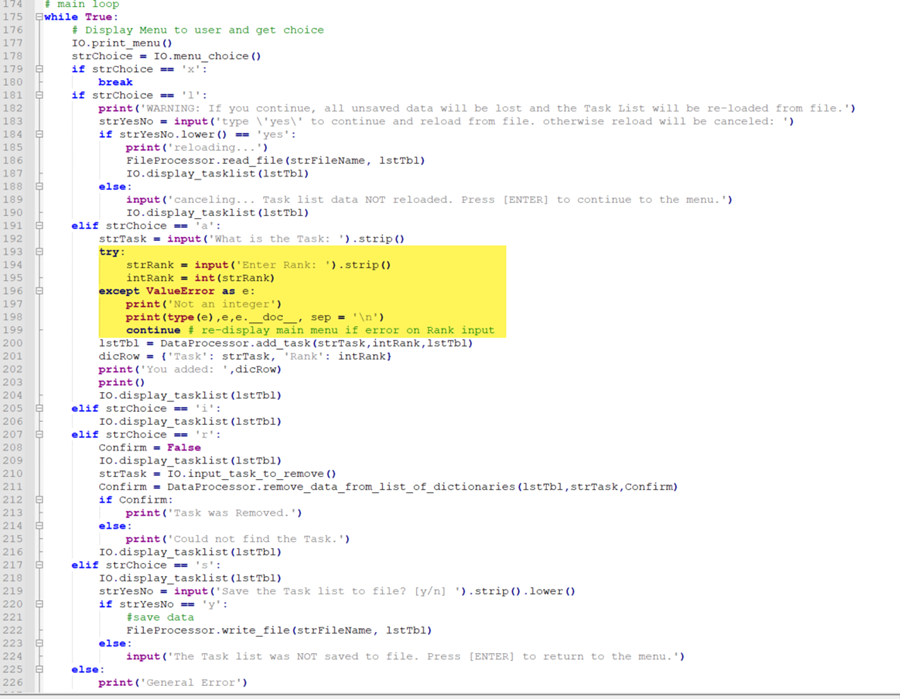 174 # main loop
175 while True:
176     # Display Menu to user and get choice
177     IO.print_menu()
178     strChoice = IO.menu_choice()
179     if strChoice == 'x':
180         break
181     if strChoice == 'l':
182         print('WARNING: If you continue, all unsaved data will be lost and the Task List will be re-loaded from file.')
183         strYesNo = input('type \'yes\' to continue and reload from file. otherwise reload will be canceled: ')
184         if strYesNo.lower() == 'yes':
185             print('reloading...')
186             FileProcessor.read_file(strFileName, lstTbl)
187             IO.display_tasklist(lstTbl)
188         else:
189             input('canceling... Task list data NOT reloaded. Press [ENTER] to continue to the menu.')
190             IO.display_tasklist(lstTbl)
191     elif strChoice == 'a':
192         strTask = input('What is the Task: ').strip()
193         try:
194             strRank = input('Enter Rank: ').strip()
195             intRank = int(strRank)
196         except ValueError as e:
197             print('Not an integer')
198             print(type(e),e,e.__doc__, sep = '\n')
199             continue # re-display main menu if error on Rank input
200         lstTbl = DataProcessor.add_task(strTask,intRank,lstTbl)
201         dicRow = {'Task': strTask, 'Rank': intRank}
202         print('You added: ',dicRow)
203         print()
204         IO.display_tasklist(lstTbl)
205     elif strChoice == 'i':
206         IO.display_tasklist(lstTbl)
207     elif strChoice == 'r':
208         Confirm = False
209         IO.display_tasklist(lstTbl)
210         strTask = IO.input_task_to_remove()
211         Confirm = DataProcessor.remove_data_from_list_of_dictionaries(lstTbl,strTask,Confirm)
212         if Confirm:
213             print('Task was Removed.')
214         else:
215             print('Could not find the Task.')
216         IO.display_tasklist(lstTbl)
217     elif strChoice == 's':
218         IO.display_tasklist(lstTbl)
219         strYesNo = input('Save the Task list to file? [y/n] ').strip().lower()
220         if strYesNo == 'y':
221             #save data
222             FileProcessor.write_file(strFileName, lstTbl)
223         else:
224             input('The Task list was NOT saved to file. Press [ENTER] to return to the menu.')
225     else:
226         print('General Error')